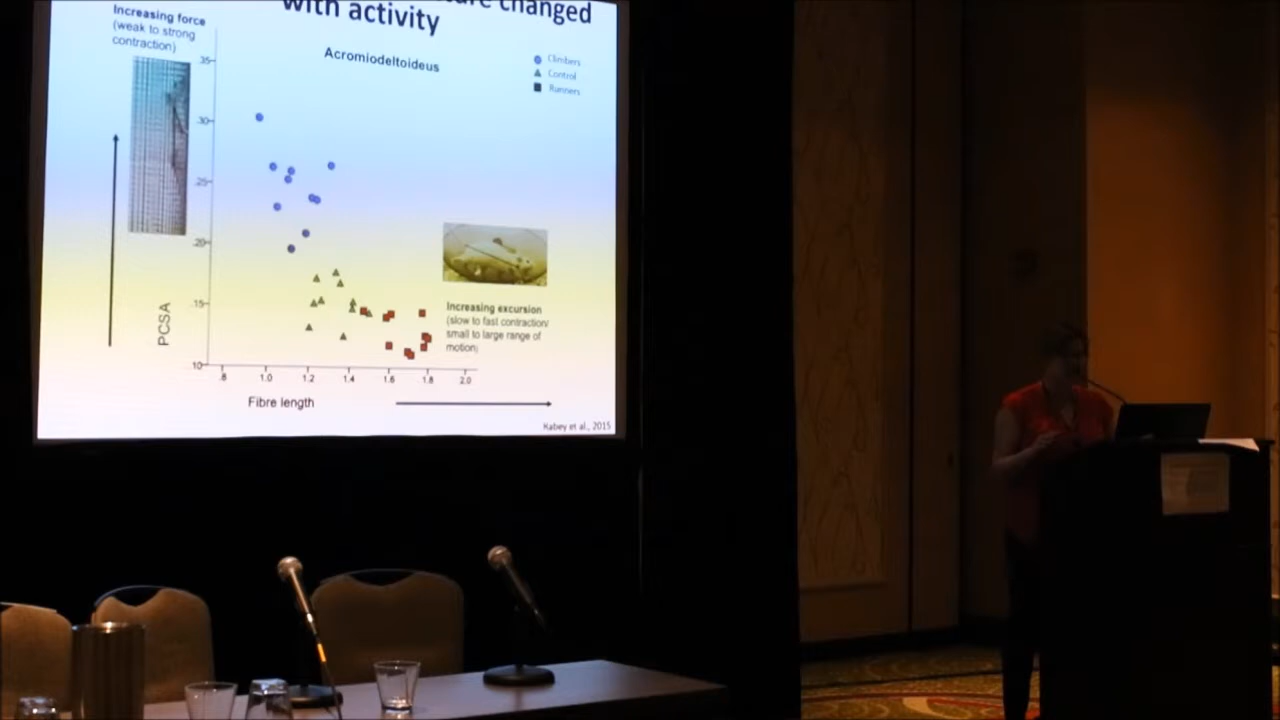 changed
with activity
Increasing force
(weak to strong
contraction)
Acromiodeltoideus
Climbers
Control
Runners
35
30
25
20
15
10
PCSA
.8
1.0
1.2
1.4
1.6
1.8
2.0
Increasing excursion
(slow to fast contraction/
small to large range of
motion)
Fibre length
Kabey et al., 2015